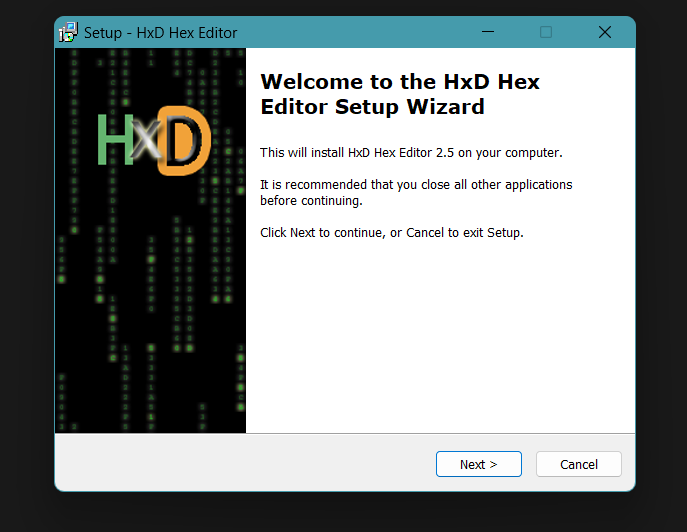 Setup - HxD Hex Editor
HxD
Welcome to the HxD Hex
Editor Setup Wizard
This will install HxD Hex Editor 2.5 on your computer.
It is recommended that you close all other applications
before continuing.
Click Next to continue, or Cancel to exit Setup.
Next >
Cancel